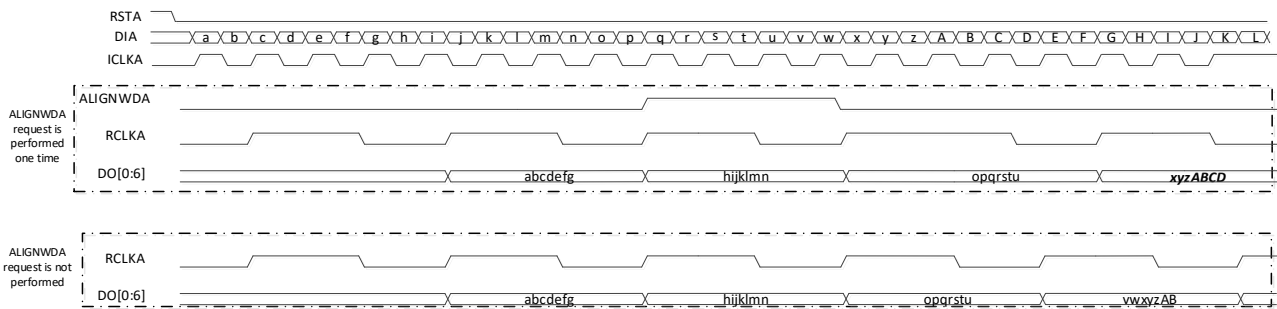 RSTA
DIA a b c d e f g h i j k l m n o p q r s t u v w x y z A B C D E F G H I J K L
ICLKA
ALIGNWDA
ALIGNWDA
request is
performed
one time
RCLKA
DO[0:6] abcdefg hijklmn opqrstu xyzABCD
ALIGNWDA
request is not
performed
RCLKA
DO[0:6] abcdefg hijklmn opqrstu vwxyzAB